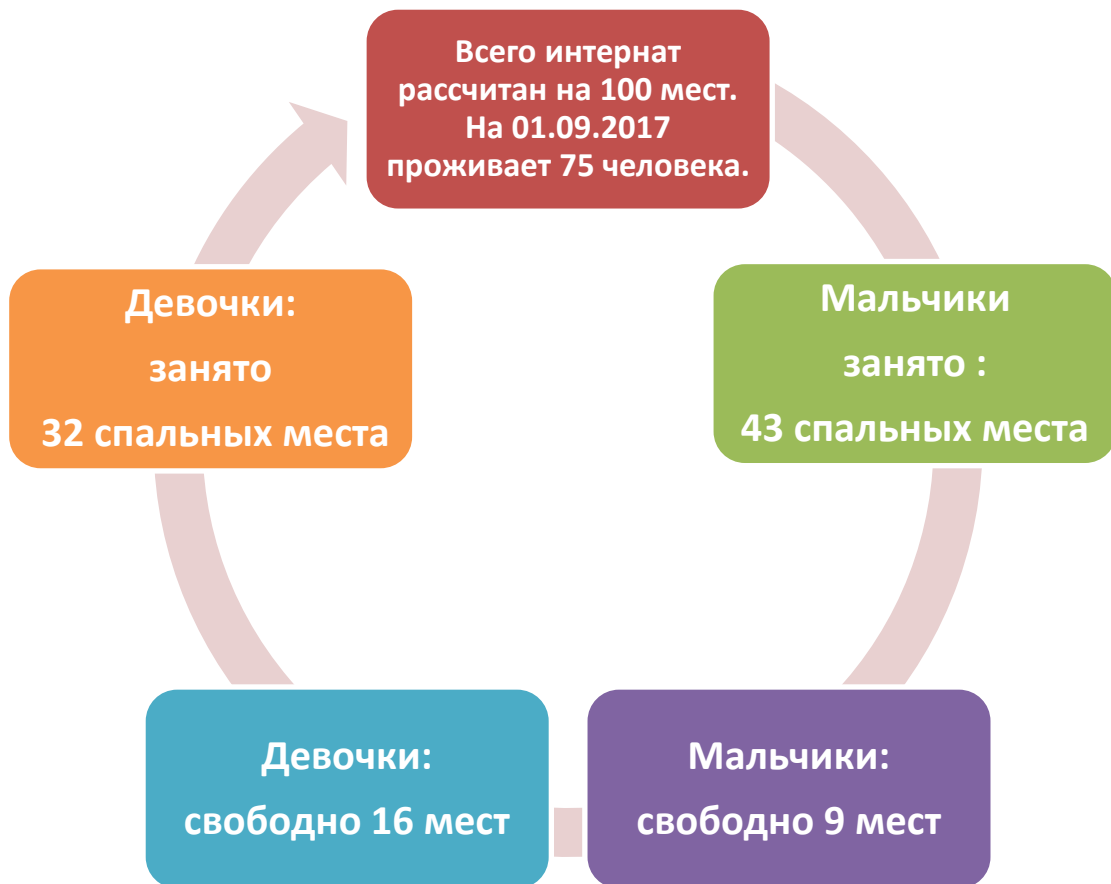 Всего интернат
рассчитан на 100 мест.
На 01.09.2017
проживает 75 человека.
Девочки:
занято
32 спальных места
Мальчики
занято :
43 спальных места
Девочки:
свободно 16 мест
Мальчики:
свободно 9 мест